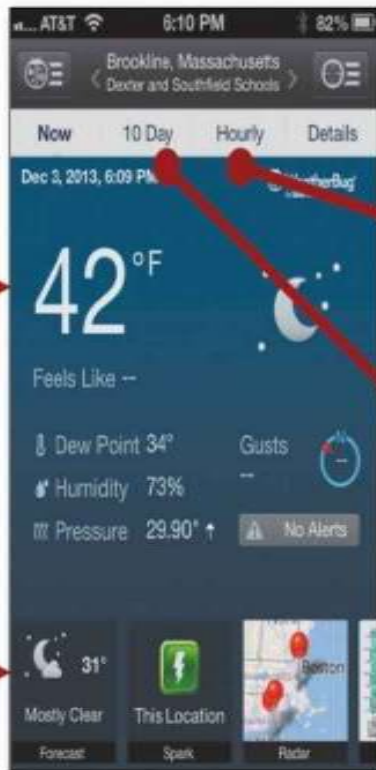 AT&T 6:10 PM 82%
Brookline, Massachusetts
Dexter and Southfield Schools
Now 10 Day Hourly Details
Dec 3, 2013, 6:09 PM WeatherBug
42°F
Feels Like --
Dew Point 34° Gusts
Humidity 73% -- N --
Pressure 29.90" No Alerts
31° Boston
Mostly Clear This Location
Forecast Spark Radar